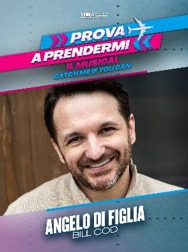 PROVA
A PRENDERMI
IL MUSICAL
CATCH ME IF YOU CAN
ANGELO DI FIGLIA
BILL COD